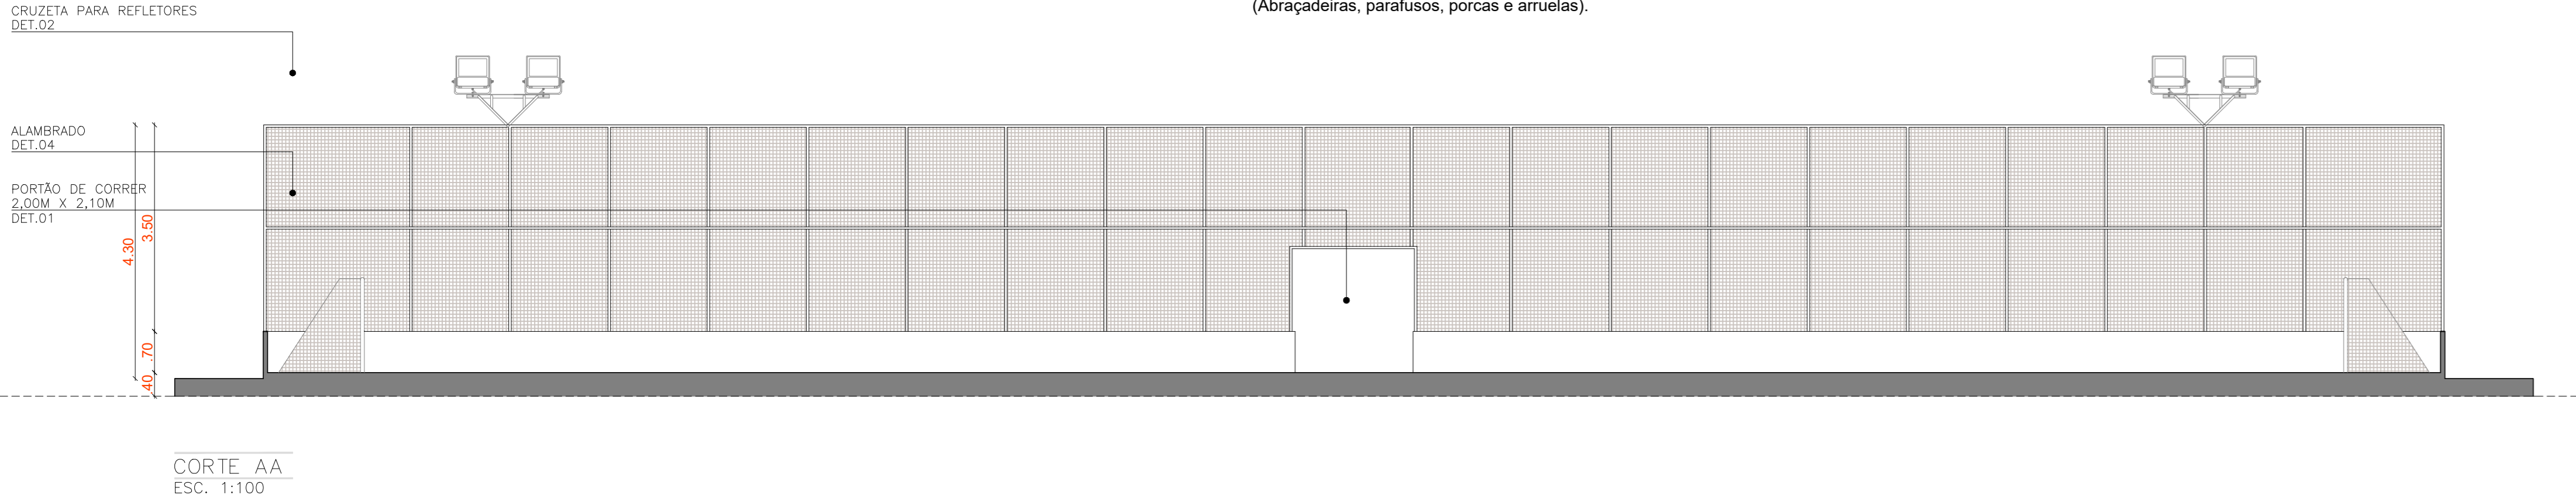 (Abraçadeiras, parafusos, porcas e arruelas).
CRUZETA PARA REFLETORES
DET.02
ALAMBRADO
DET.04
PORTÃO DE CORRER
2,00M X 2,10M
DET.01
4.30
3.50
.70
.40
CORTE AA
ESC. 1:100